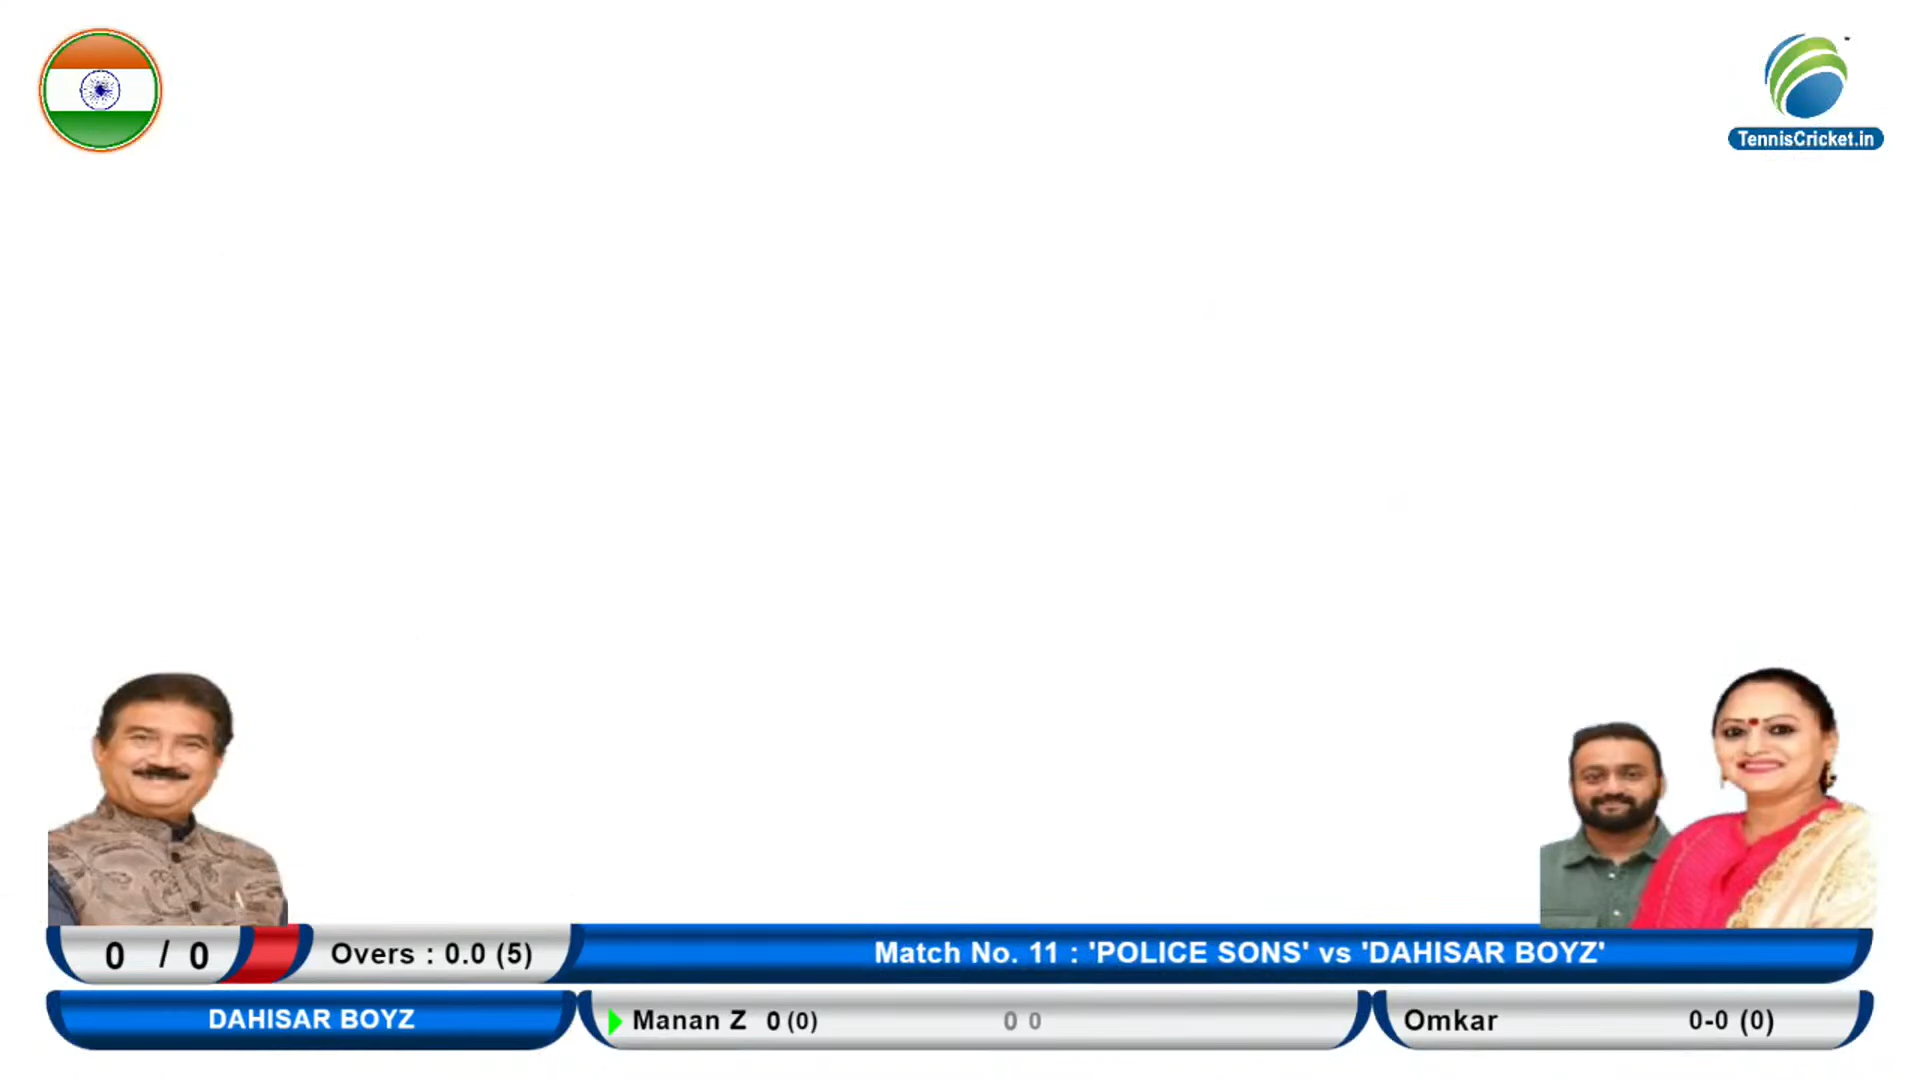 TennisCricket.in
0 / 0
Overs : 0.0 (5)
Match No. 11 : 'POLICE SONS' vs 'DAHISAR BOYZ'
DAHISAR BOYZ
Manan Z 0 (0)
0 0
Omkar 0-0 (0)